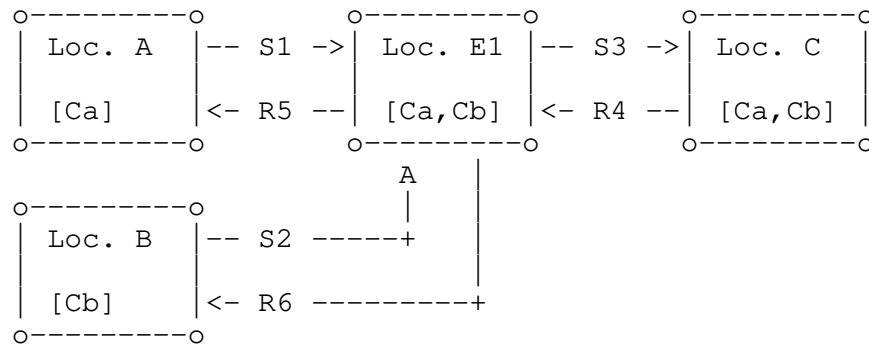 o---------o         o---------o         o---------o
|  Loc. A  |-- S1 ->|  Loc. E1  |-- S3 ->|  Loc. C  |
|  [Ca]  |<- R5 --|  [Ca,Cb]  |<- R4 --|  [Ca,Cb]  |
o---------o         o---------o         o---------o
A   |
o---------o            |   |
|  Loc. B  |-- S2 -----+   |
|  [Cb]  |<- R6 ---------+
o---------o